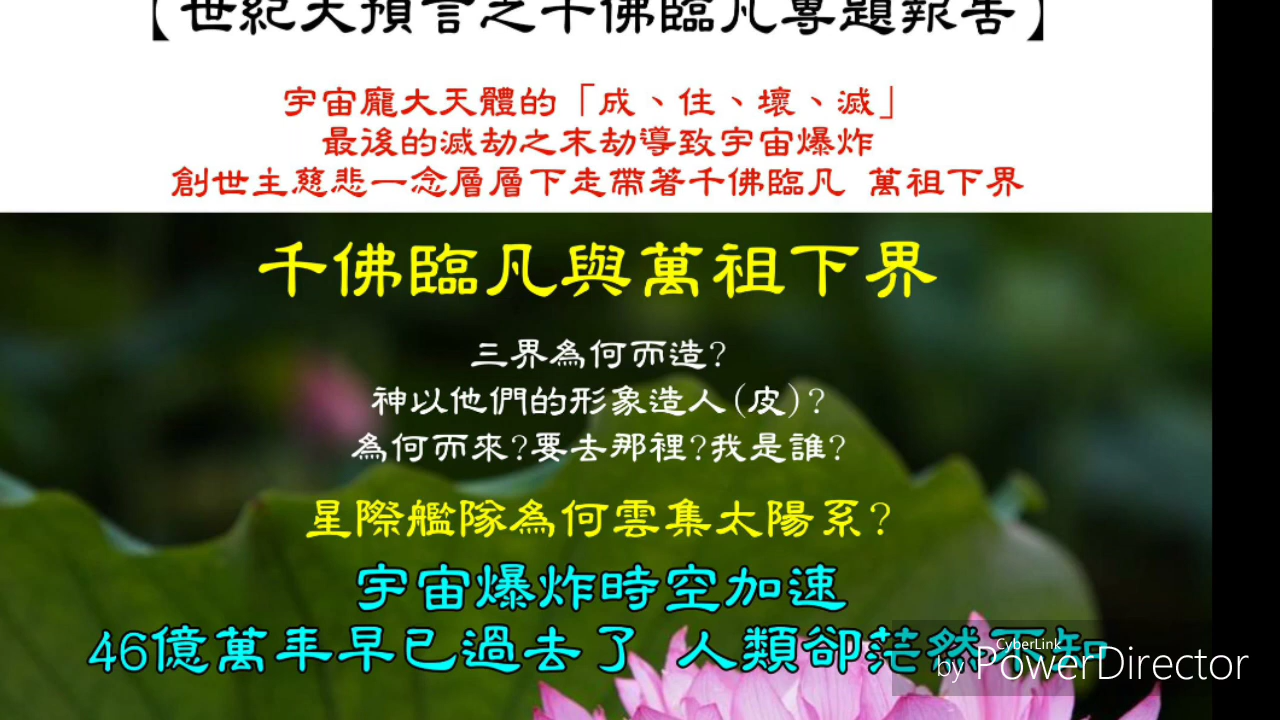 【世紀大預言之千佛臨凡專題報告】
宇宙龐大天體的「成、住、壞、滅」
最後的滅劫之末劫導致宇宙爆炸
創世主慈悲一念層層下走帶著千佛臨凡 萬祖下界
千佛臨凡與萬祖下界
三界為何而造?
神以他們的形象造人(皮)?
為何而來?要去那裡?我是誰?
星際艦隊為何雲集太陽系?
宇宙爆炸時空加速
46億萬年早已過去了 人類卻茫然不知
CyberLink
by PowerDirector